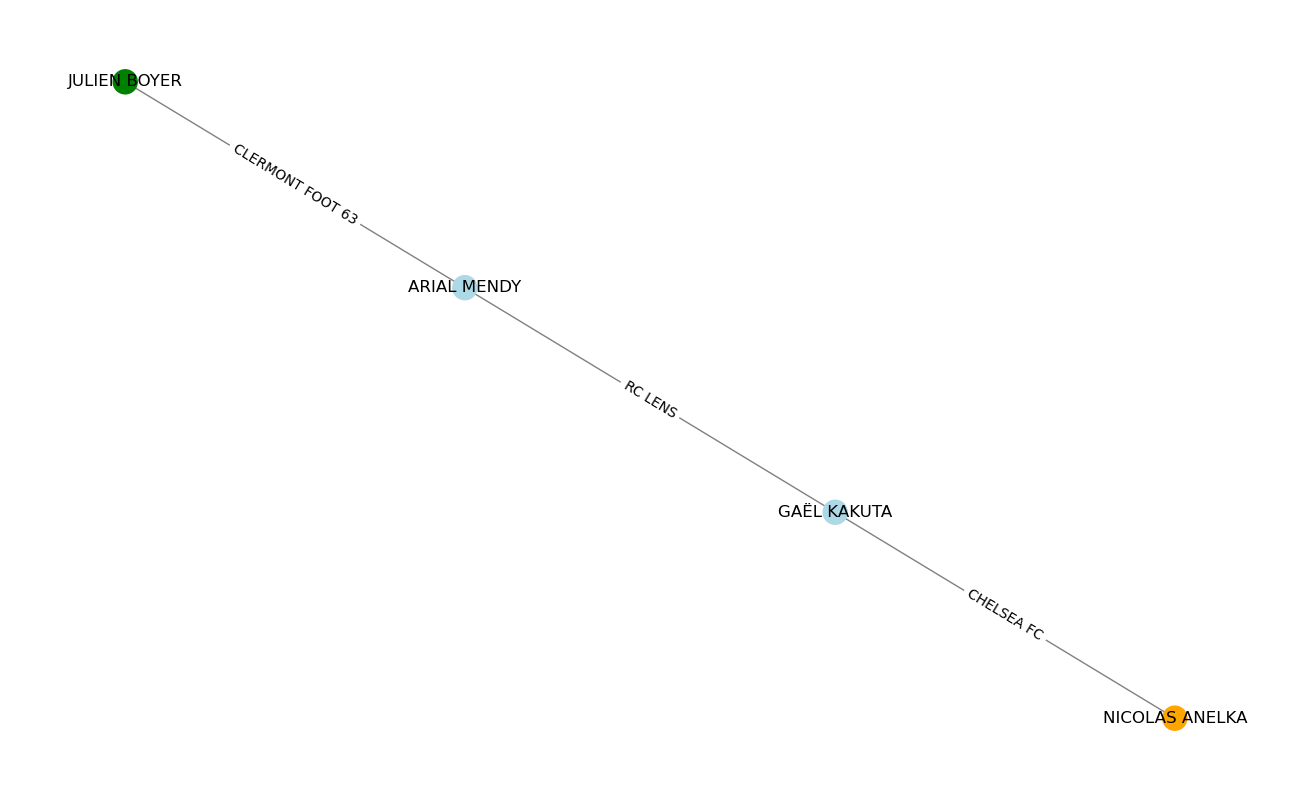 JULIEN BOYER
CLERMONT FOOT 63
ARIAL MENDY
RC LENS
GAËL KAKUTA
CHELSEA FC
NICOLAS ANELKA